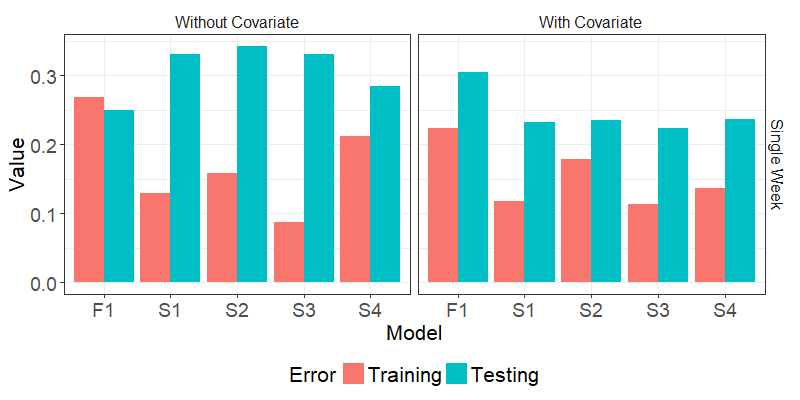 Without Covariate
With Covariate
Value
0.3
0.2
0.1
0.0
Single Week
F1 S1 S2 S3 S4
F1 S1 S2 S3 S4
Model
Error Training Testing